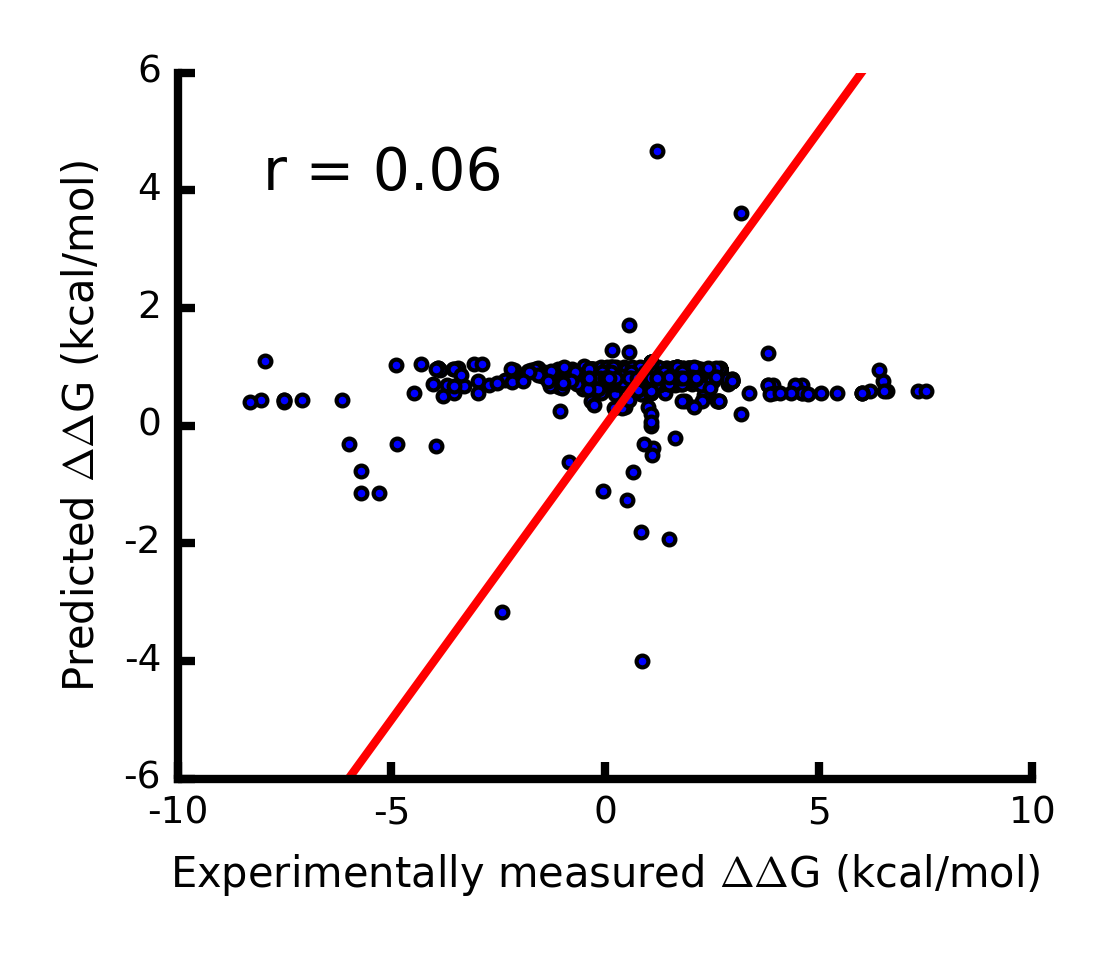 r = 0.06
Predicted ΔΔG (kcal/mol)
6
4
2
0
-2
-4
-6
-10 -5 0 5 10
Experimentally measured ΔΔG (kcal/mol)